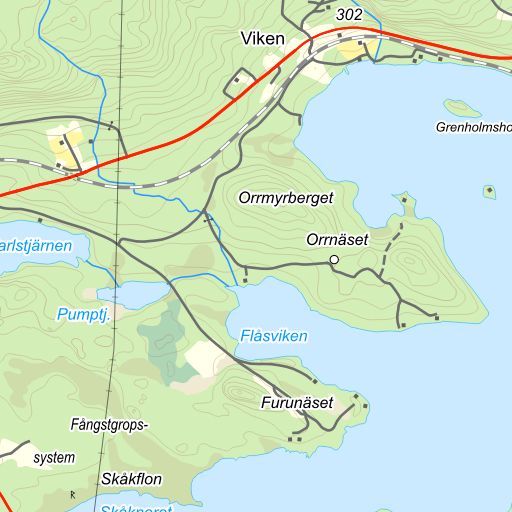 302
Viken
Grenholmsho
Orrmyrberget
Orrnäset
arlstjärnen
Pumptj.
Flåsviken
Furunäset
Fångstgrops-
system
Skåkflon
R